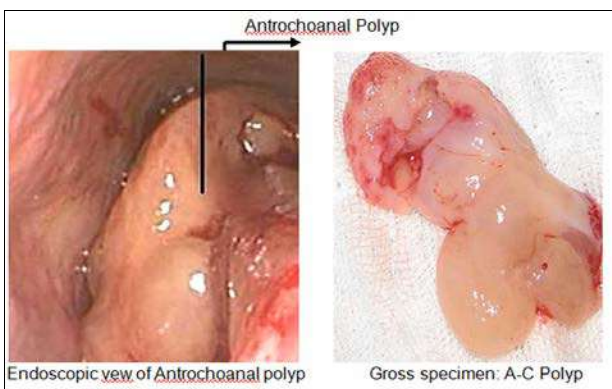 Antrochoanal Polyp
Endoscopic vew of Antrochoanal polyp
Gross specimen: A-C Polyp